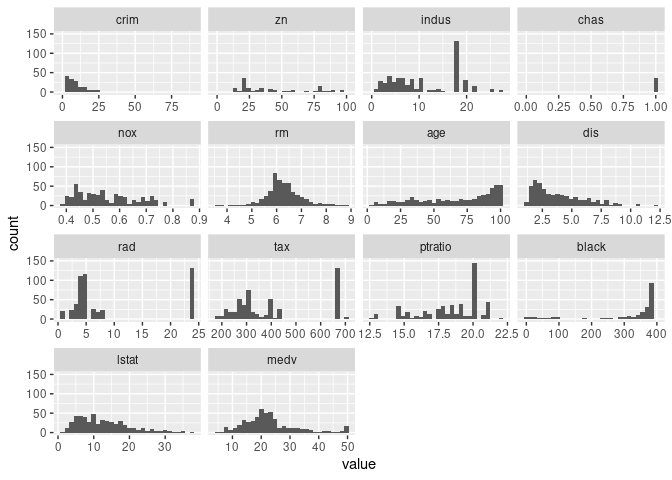 crim zn indus chas
150
100
50
0
0 25 50 75 0 25 50 75 100 0 10 20 0.00 0.25 0.50 0.75 1.00
nox rm age dis
150
100
50
0
0.4 0.5 0.6 0.7 0.8 0.9 4 5 6 7 8 9 0 25 50 75 100 2.5 5.0 7.5 10.0 12.5
rad tax ptratio black
150
100
50
0
0 5 10 15 20 25 200 300 400 500 600 700 12.5 15.0 17.5 20.0 22.5 0 100 200 300 400
lstat medv
150
100
50
0
0 10 20 30 10 20 30 40 50
value
count